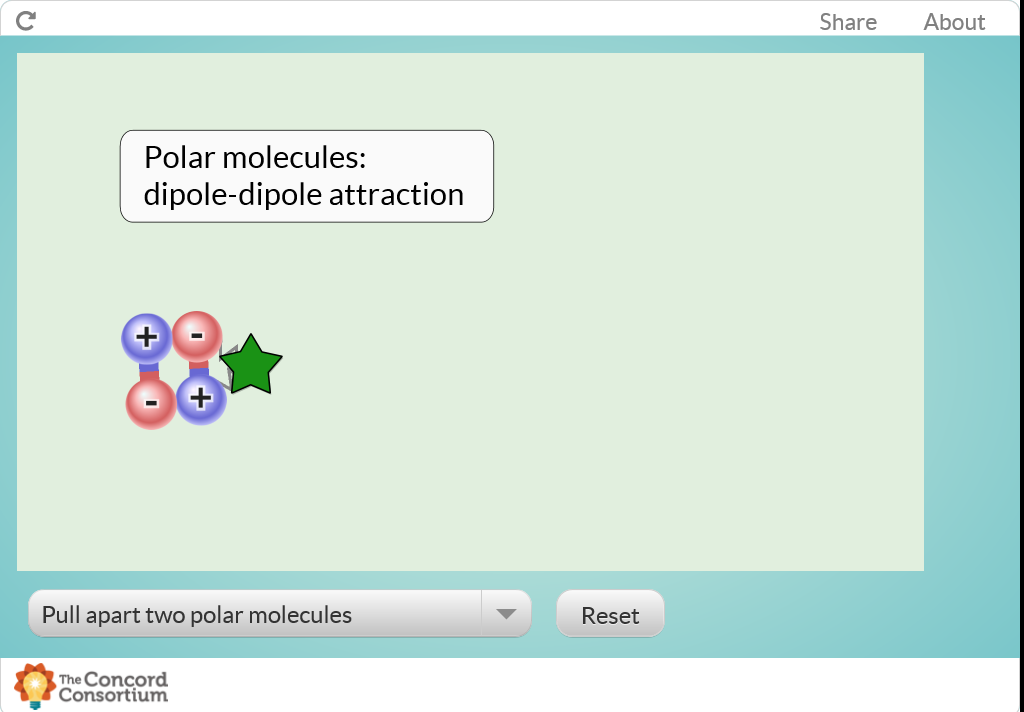 Share About
Polar molecules:
dipole-dipole attraction
+ -
- +
Pull apart two polar molecules
Reset
The Concord
Consortium